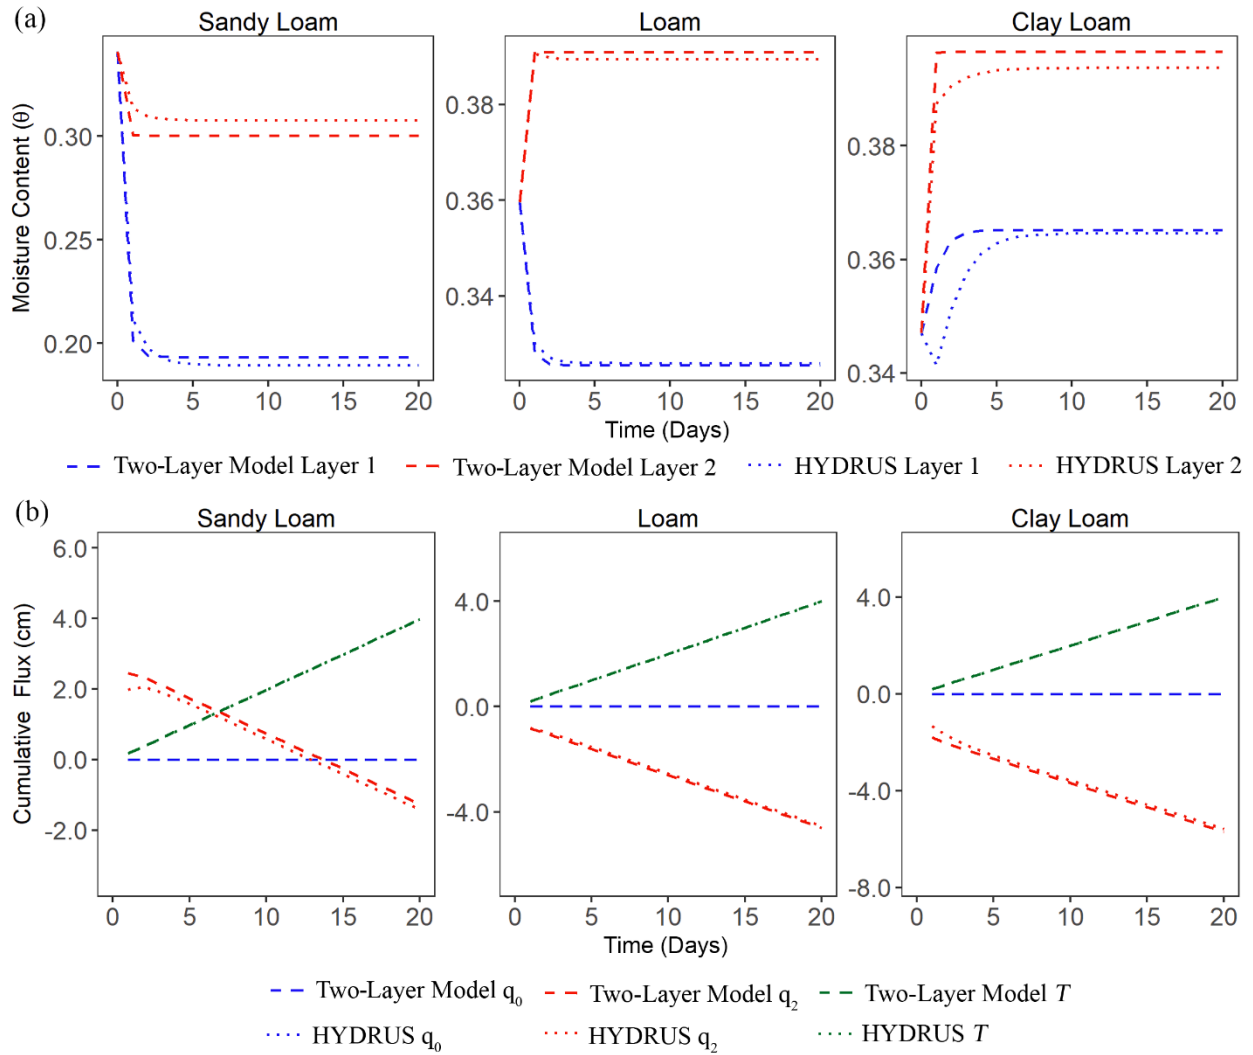 (a)
Sandy Loam Loam Clay Loam
Moisture Content (θ)
0.30
0.25
0.20
0.38
0.36
0.34
0.38
0.36
0.34
0 5 10 15 20 0 5 10 15 20 0 5 10 15 20
Time (Days)
Two-Layer Model Layer 1 Two-Layer Model Layer 2 HYDRUS Layer 1 HYDRUS Layer 2
(b)
Sandy Loam Loam Clay Loam
Cumulative Flux (cm)
6.0
4.0
2.0
0.0
-2.0
4.0
0.0
-4.0
4.0
0.0
-4.0
-8.0
0 5 10 15 20 0 5 10 15 20 0 5 10 15 20
Time (Days)
Two-Layer Model q₀ Two-Layer Model q₂ Two-Layer Model T
HYDRUS q₀ HYDRUS q₂ HYDRUS T